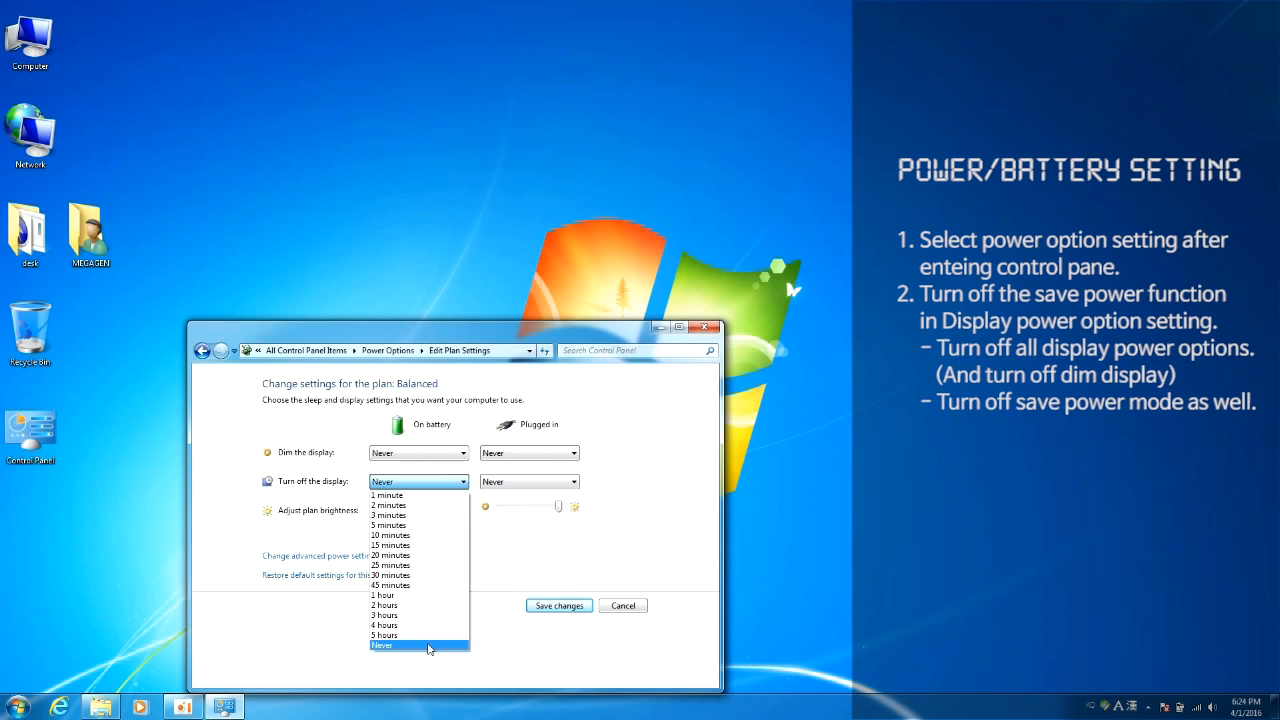 Computer
Network
desk
MEGAGEN
Recycle Bin
Control Panel
POWER/BATTERY SETTING
1. Select power option setting after
enteing control pane.
2. Turn off the save power function
in Display power option setting.
- Turn off all display power options.
(And turn off dim display)
- Turn off save power mode as well.
« All Control Panel Items ▸ Power Options ▸ Edit Plan Settings
Search Control Panel
Change settings for the plan: Balanced
Choose the sleep and display settings that you want your computer to use.
On battery Plugged in
Dim the display: Never Never
Turn off the display: Never Never
1 minute
2 minutes
3 minutes
5 minutes
10 minutes
15 minutes
20 minutes
25 minutes
30 minutes
45 minutes
1 hour
2 hours
3 hours
4 hours
5 hours
Never
Adjust plan brightness:
Change advanced power settin
Restore default settings for this
Save changes Cancel
A 漢
6:24 PM
4/1/2016